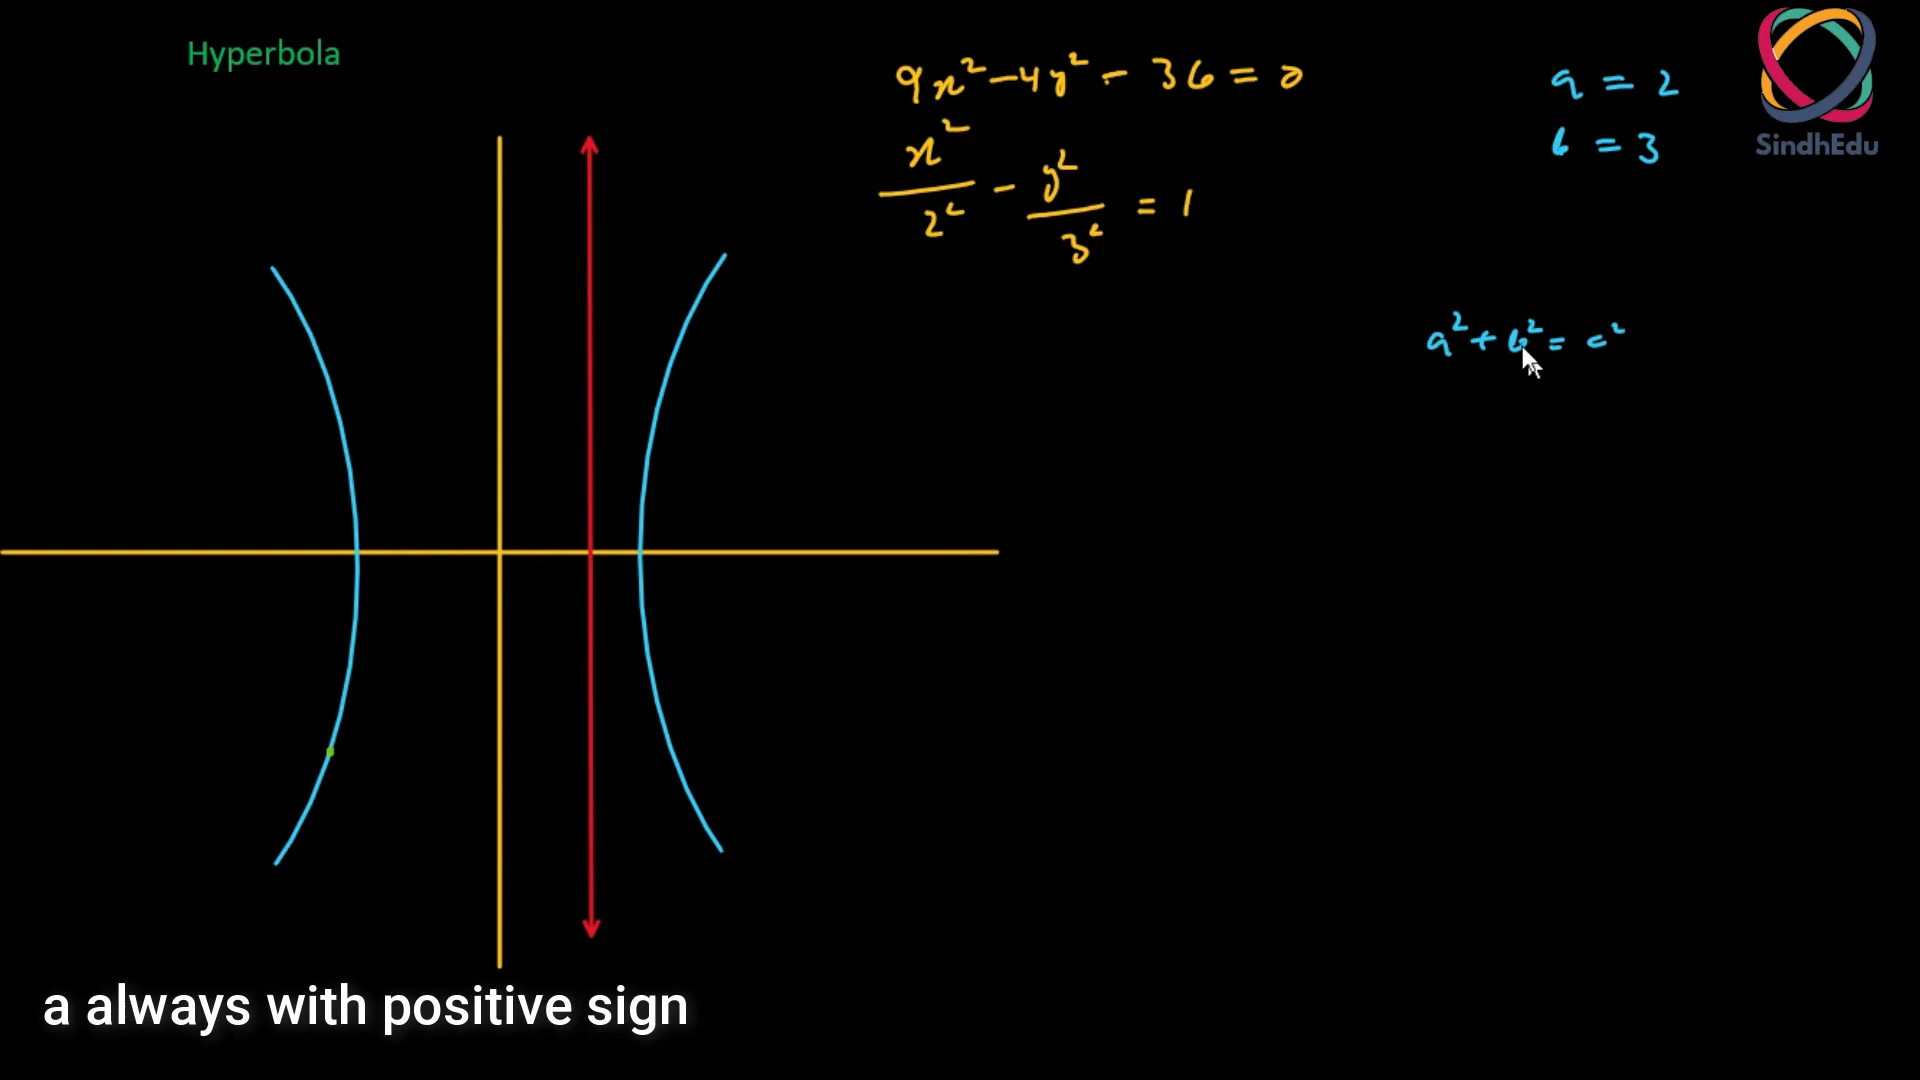 Hyperbola
9x² - 4y² - 36 = 0
x²/2² - y²/3² = 1
a = 2
b = 3
SindhEdu
a² + b² = c²
a always with positive sign